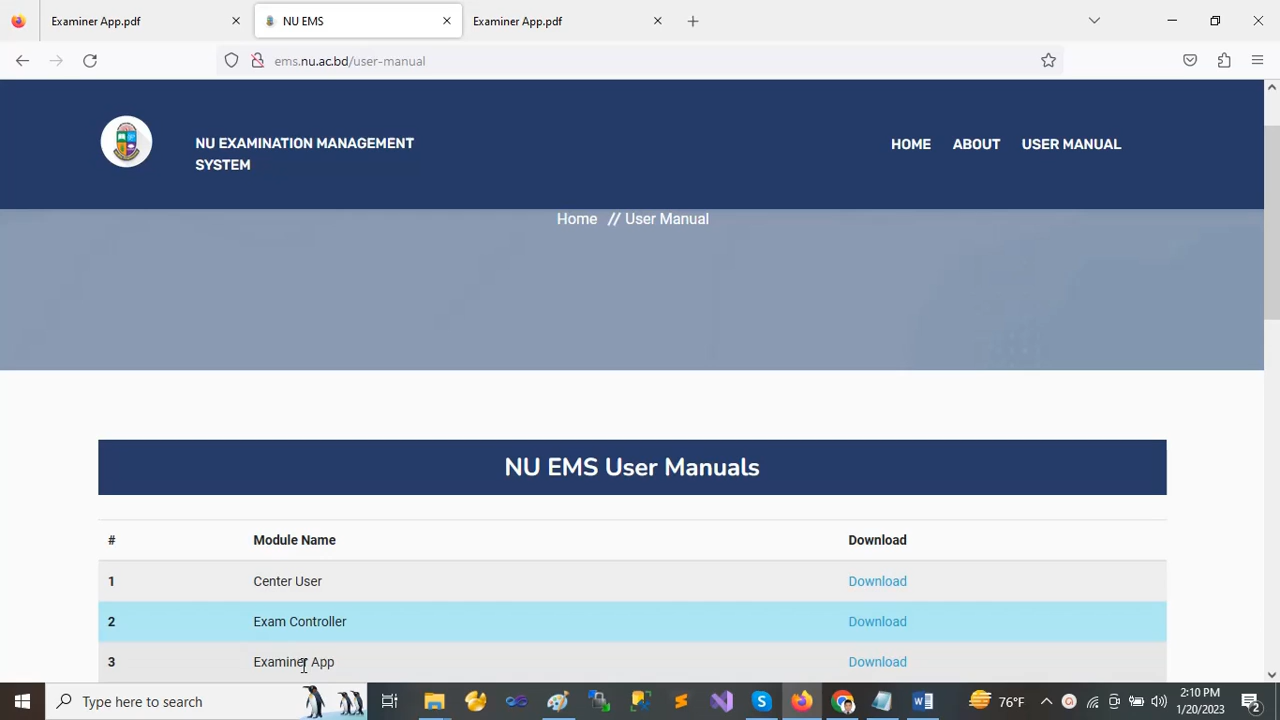 Examiner App.pdf
NU EMS
Examiner App.pdf
ems.nu.ac.bd/user-manual
NU EXAMINATION MANAGEMENT
SYSTEM
HOME
ABOUT
USER MANUAL
Home // User Manual
NU EMS User Manuals
# Module Name Download
1 Center User Download
2 Exam Controller Download
3 Examiner App Download
Type here to search
76°F
2:10 PM
1/20/2023
2